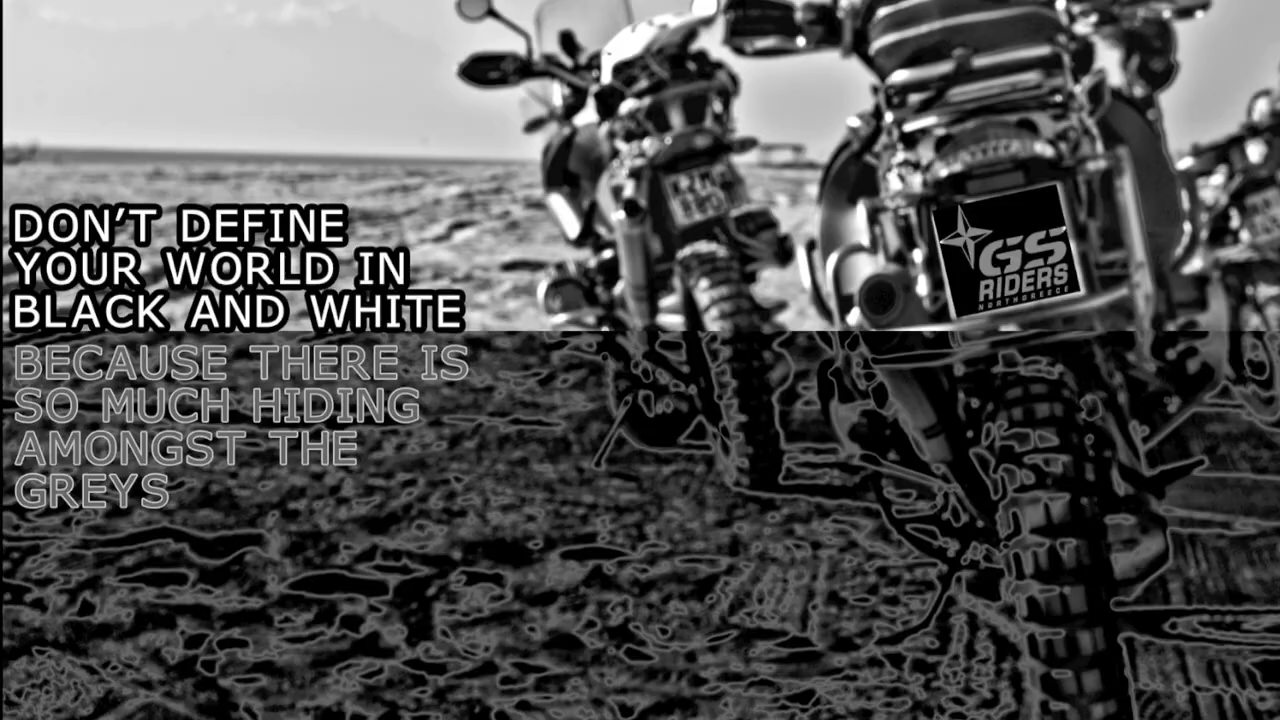 DON'T DEFINE
YOUR WORLD IN
BLACK AND WHITE
BECAUSE THERE IS
SO MUCH HIDING
AMONGST THE
GREYS
GS
RIDERS
NORTHGREECE